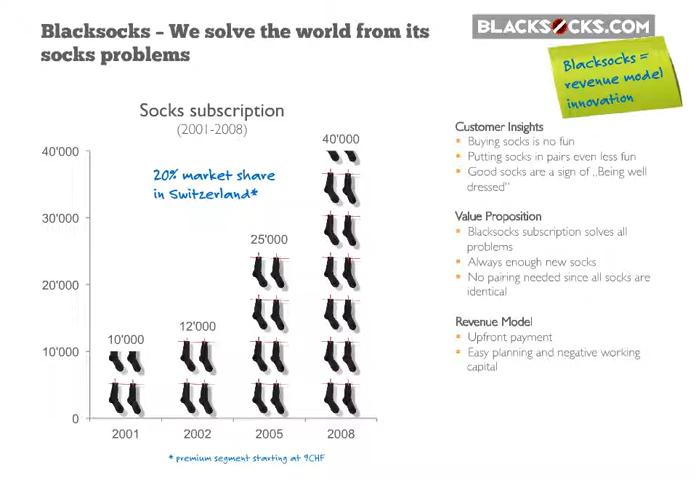 Blacksocks – We solve the world from its
socks problems
BLACKSOCKS.COM
Blacksocks =
revenue model
innovation
Socks subscription
(2001-2008)
40'000
30'000
20'000
10'000
0
20% market share
in Switzerland*
10'000
12'000
25'000
40'000
2001
2002
2005
2008
* premium segment starting at 9CHF
Customer Insights
▪ Buying socks is no fun
▪ Putting socks in pairs even less fun
▪ Good socks are a sign of „Being well
dressed"
Value Proposition
▪ Blacksocks subscription solves all
problems
▪ Always enough new socks
▪ No pairing needed since all socks are
identical
Revenue Model
▪ Upfront payment
▪ Easy planning and negative working
capital